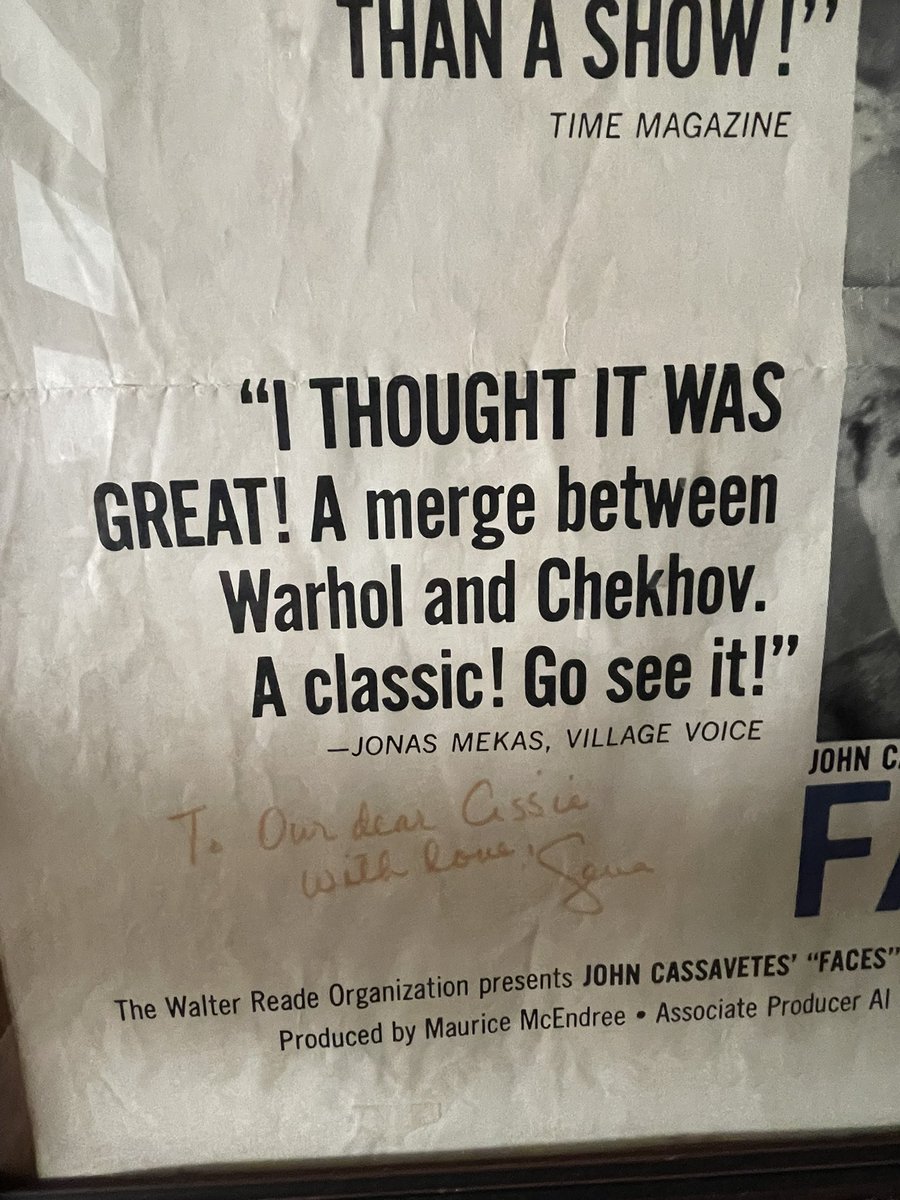 THAN A SHOW!”
TIME MAGAZINE
“I THOUGHT IT WAS
GREAT! A merge between
Warhol and Chekhov.
A classic! Go see it!”
—JONAS MEKAS, VILLAGE VOICE
JOHN CA
FA
To Our dear Cissie
with love, Gena
The Walter Reade Organization presents JOHN CASSAVETES’ “FACES”
Produced by Maurice McEndree • Associate Producer Al